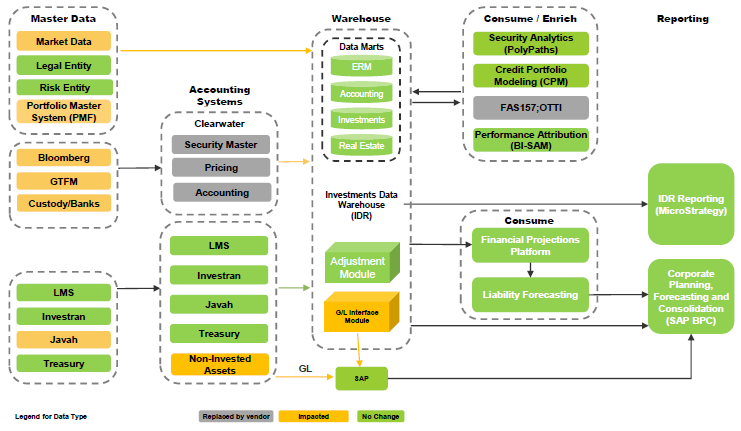 Master Data
Warehouse
Consume / Enrich
Reporting
Market Data
Legal Entity
Risk Entity
Portfolio Master
System (PMF)
Bloomberg
GTFM
Custody/Banks
LMS
Investran
Javah
Treasury
Accounting
Systems
Clearwater
Security Master
Pricing
Accounting
LMS
Investran
Javah
Treasury
Non-Invested
Assets
GL
Data Marts
ERM
Accounting
Investments
Real Estate
Investments Data
Warehouse
(IDR)
Adjustment
Module
G/L Interface
Module
SAP
Security Analytics
(PolyPaths)
Credit Portfolio
Modeling (CPM)
FAS157;OTTI
Performance Attribution
(BI-SAM)
Consume
Financial Projections
Platform
Liability Forecasting
IDR Reporting
(MicroStrategy)
Corporate
Planning,
Forecasting and
Consolidation
(SAP BPC)
Legend for Data Type
Replaced by vendor
Impacted
No Change